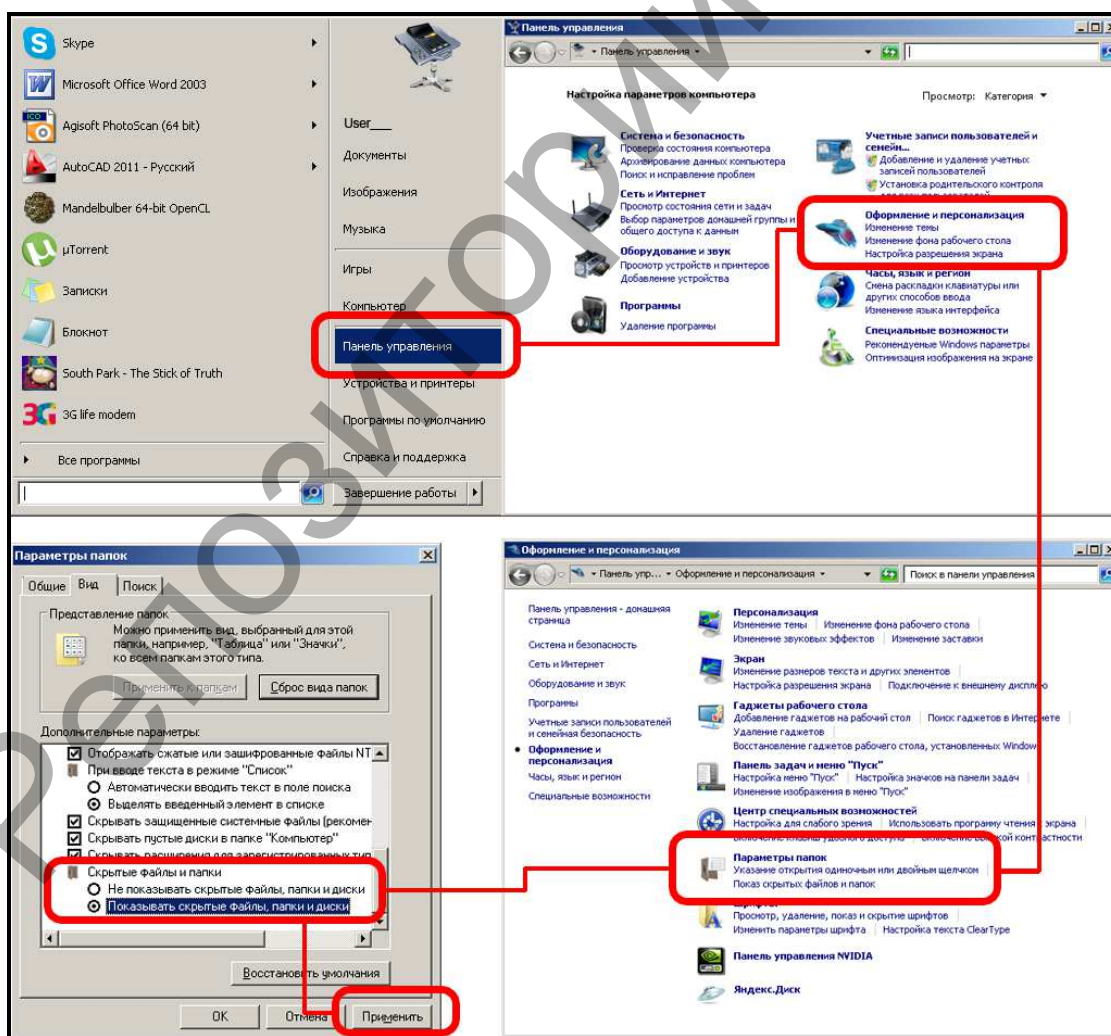 Skype
Microsoft Office Word 2003
Agisoft PhotoScan (64 bit)
AutoCAD 2011 - Русский
Mandelbulber 64-bit OpenCL
µTorrent
Записки
Блокнот
South Park - The Stick of Truth
3G life modem
Все программы
User___
Документы
Изображения
Музыка
Игры
Компьютер
Панель управления
Устройства и принтеры
Программы по умолчанию
Справка и поддержка
Завершение работы
Панель управления
Панель управления
Настройка параметров компьютера
Просмотр: Категория
Система и безопасность
Проверка состояния компьютера
Архивирование данных компьютера
Поиск и исправление проблем
Сеть и Интернет
Просмотр состояния сети и задач
Выбор параметров домашней группы и
общего доступа к данным
Оборудование и звук
Просмотр устройств и принтеров
Добавление устройства
Программы
Удаление программы
Учетные записи пользователей и
семейн...
Добавление и удаление учетных
записей пользователей
Установка родительского контроля
для всех пользователей
Оформление и персонализация
Изменение темы
Изменение фона рабочего стола
Настройка разрешения экрана
Часы, язык и регион
Смена раскладки клавиатуры или
других способов ввода
Изменение языка интерфейса
Специальные возможности
Рекомендуемые Windows параметры
Оптимизация изображения на экране
Параметры папок
Общие Вид Поиск
Представление папок
Можно применить вид, выбранный для этой
папки, например, "Таблица" или "Значки",
ко всем папкам этого типа.
Применить к папкам Сброс вида папок
Дополнительные параметры:
Отображать сжатые или зашифрованные файлы NT
При вводе текста в режиме "Список"
Автоматически вводить текст в поле поиска
Выделять введенный элемент в списке
Скрывать защищенные системные файлы (рекомен
Скрывать пустые диски в папке "Компьютер"
Скрывать расширения для зарегистрированных тип
Скрытые файлы и папки
Не показывать скрытые файлы, папки и диски
Показывать скрытые файлы, папки и диски
Восстановить умолчания
OK Отмена Применить
Оформление и персонализация
Панель упр... Оформление и персонализация Поиск в панели управления
Панель управления - домашняя
страница
Система и безопасность
Сеть и Интернет
Оборудование и звук
Программы
Учетные записи пользователей
и семейная безопасность
Оформление и
персонализация
Часы, язык и регион
Специальные возможности
Персонализация
Изменение темы Изменение фона рабочего стола
Изменение звуковых эффектов Изменение заставки
Экран
Изменение размеров текста и других элементов
Настройка разрешения экрана Подключение к внешнему дисплею
Гаджеты рабочего стола
Добавление гаджетов на рабочий стол Поиск гаджетов в Интернете
Удаление гаджетов
Восстановление гаджетов рабочего стола, установленных Window
Панель задач и меню "Пуск"
Настройка меню "Пуск" Настройка значков на панели задач
Изменение изображения в меню "Пуск"
Центр специальных возможностей
Настройка для слабого зрения Использовать программу чтения с экрана
Включение клавиш удобного доступа Включение высокой контрастности
Параметры папок
Указание открытия одиночным или двойным щелчком
Показ скрытых файлов и папок
Шрифты
Просмотр, удаление, показ и скрытие шрифтов
Изменить параметры шрифта Настройка текста ClearType
Панель управления NVIDIA
Яндекс.Диск